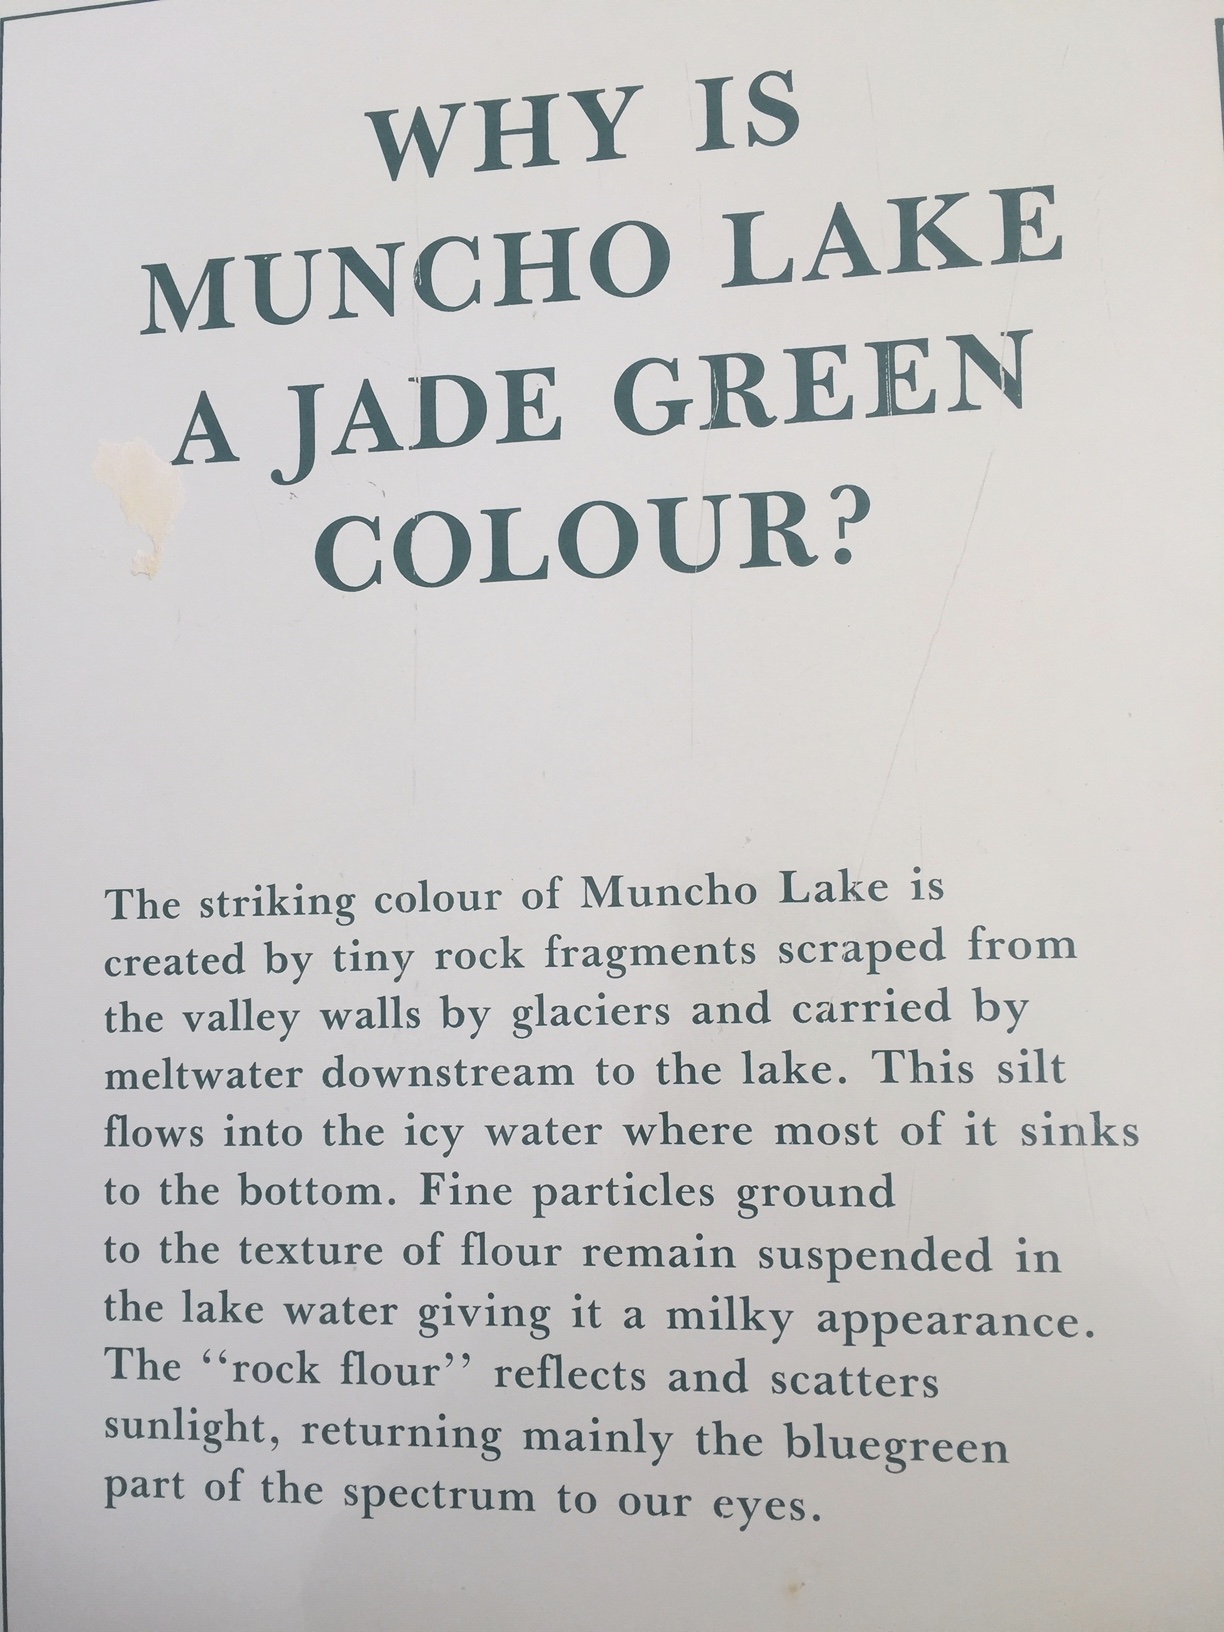 WHY IS
MUNCHO LAKE
A JADE GREEN
COLOUR?
The striking colour of Muncho Lake is
created by tiny rock fragments scraped from
the valley walls by glaciers and carried by
meltwater downstream to the lake. This silt
flows into the icy water where most of it sinks
to the bottom. Fine particles ground
to the texture of flour remain suspended in
the lake water giving it a milky appearance.
The “rock flour” reflects and scatters
sunlight, returning mainly the bluegreen
part of the spectrum to our eyes.